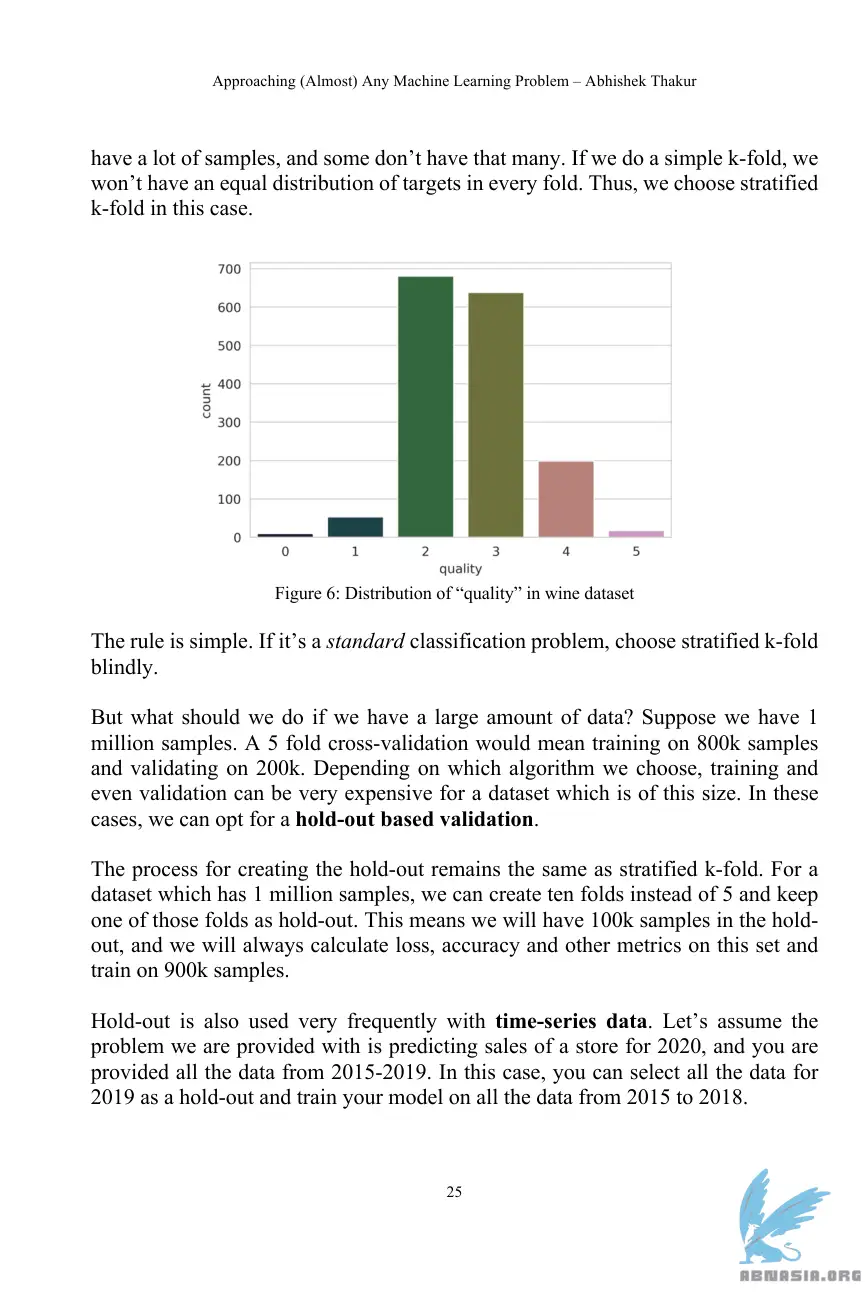 Approaching (Almost) Any Machine Learning Problem – Abhishek Thakur
have a lot of samples, and some don’t have that many. If we do a simple k-fold, we
won’t have an equal distribution of targets in every fold. Thus, we choose stratified
k-fold in this case.
700
600
500
400
300
200
100
0
count
0 1 2 3 4 5
quality
Figure 6: Distribution of “quality” in wine dataset
The rule is simple. If it’s a standard classification problem, choose stratified k-fold
blindly.
But what should we do if we have a large amount of data? Suppose we have 1
million samples. A 5 fold cross-validation would mean training on 800k samples
and validating on 200k. Depending on which algorithm we choose, training and
even validation can be very expensive for a dataset which is of this size. In these
cases, we can opt for a hold-out based validation.
The process for creating the hold-out remains the same as stratified k-fold. For a
dataset which has 1 million samples, we can create ten folds instead of 5 and keep
one of those folds as hold-out. This means we will have 100k samples in the hold-
out, and we will always calculate loss, accuracy and other metrics on this set and
train on 900k samples.
Hold-out is also used very frequently with time-series data. Let’s assume the
problem we are provided with is predicting sales of a store for 2020, and you are
provided all the data from 2015-2019. In this case, you can select all the data for
2019 as a hold-out and train your model on all the data from 2015 to 2018.
25
ABNASIA.ORG